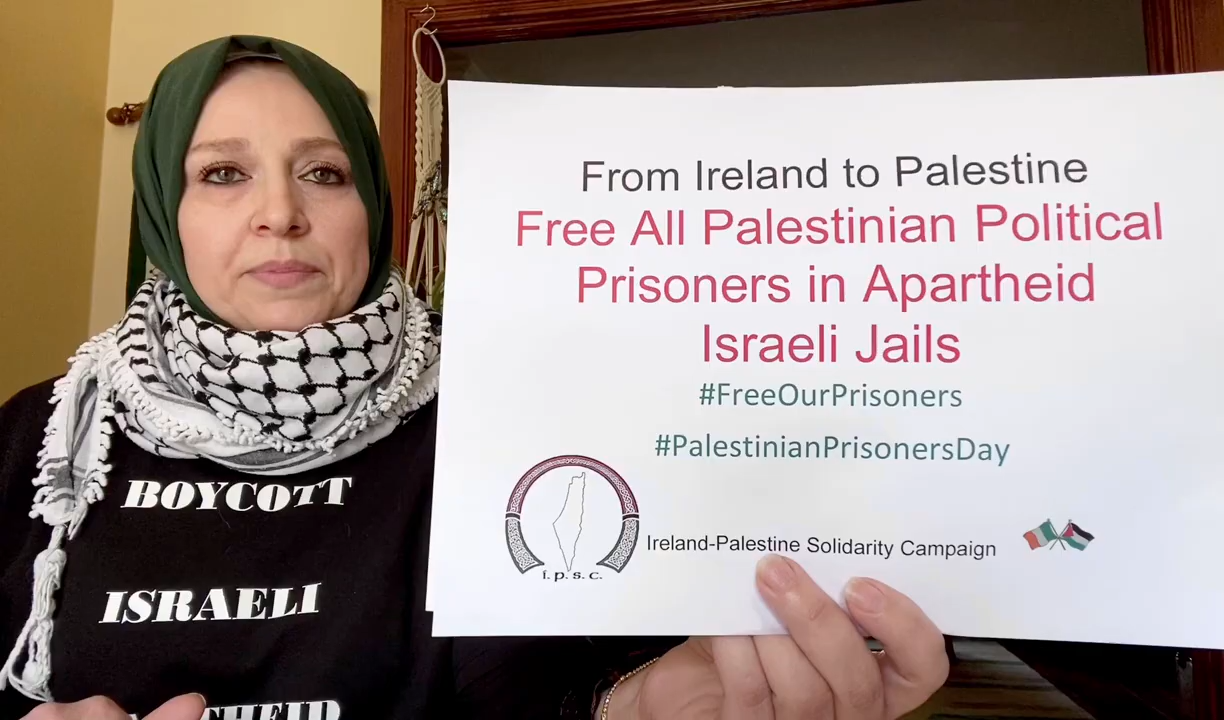 From Ireland to Palestine
Free All Palestinian Political
Prisoners in Apartheid
Israeli Jails
#FreeOurPrisoners
#PalestinianPrisonersDay
i.p.s.c.
Ireland-Palestine Solidarity Campaign
BOYCOTT
ISRAELI